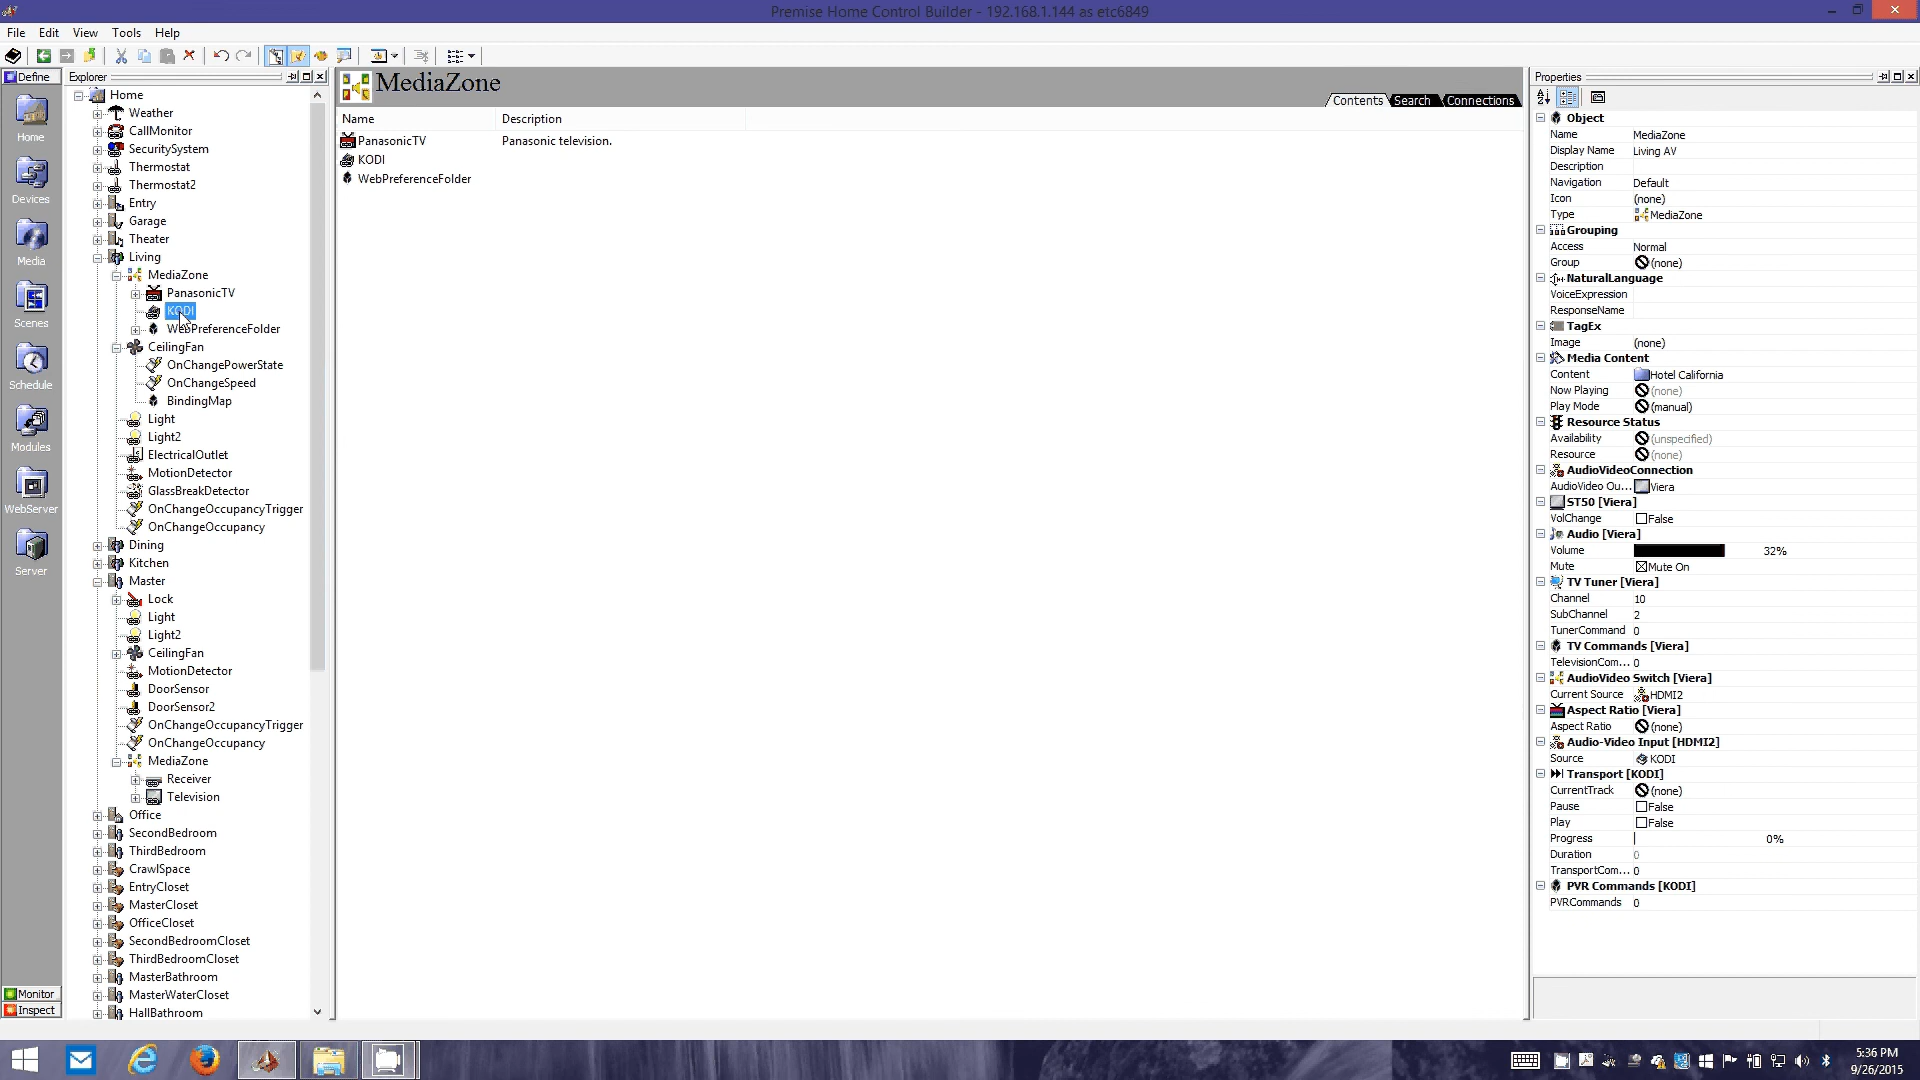 Premise Home Control Builder - 192.168.1.144 as etc6849
File Edit View Tools Help
Define
Home
Devices
Media
Scenes
Schedule
Modules
WebServer
Server
Monitor
Inspect
Explorer
Home
Weather
CallMonitor
SecuritySystem
Thermostat
Thermostat2
Entry
Garage
Theater
Living
MediaZone
PanasonicTV
KODI
WebPreferenceFolder
CeilingFan
OnChangePowerState
OnChangeSpeed
BindingMap
Light
Light2
ElectricalOutlet
MotionDetector
GlassBreakDetector
OnChangeOccupancyTrigger
OnChangeOccupancy
Dining
Kitchen
Master
Lock
Light
Light2
CeilingFan
MotionDetector
DoorSensor
DoorSensor2
OnChangeOccupancyTrigger
OnChangeOccupancy
MediaZone
Receiver
Television
Office
SecondBedroom
ThirdBedroom
CrawlSpace
EntryCloset
MasterCloset
OfficeCloset
SecondBedroomCloset
ThirdBedroomCloset
MasterBathroom
MasterWaterCloset
HallBathroom
MediaZone
Contents Search Connections
Name Description
PanasonicTV Panasonic television.
KODI
WebPreferenceFolder
Properties
Object
Name MediaZone
Display Name Living AV
Description
Navigation Default
Icon (none)
Type MediaZone
Grouping
Access Normal
Group (none)
NaturalLanguage
VoiceExpression
ResponseName
TagEx
Image (none)
Media Content
Content Hotel California
Now Playing (none)
Play Mode (manual)
Resource Status
Availability (unspecified)
Resource (none)
AudioVideoConnection
AudioVideo Ou... Viera
ST50 [Viera]
VolChange False
Audio [Viera]
Volume 32%
Mute Mute On
TV Tuner [Viera]
Channel 10
SubChannel 2
TunerCommand 0
TV Commands [Viera]
TelevisionCom... 0
AudioVideo Switch [Viera]
Current Source HDMI2
Aspect Ratio [Viera]
Aspect Ratio (none)
Audio-Video Input [HDMI2]
Source KODI
Transport [KODI]
CurrentTrack (none)
Pause False
Play False
Progress 0%
Duration 0
TransportCom... 0
PVR Commands [KODI]
PVRCommands 0
5:36 PM
9/26/2015